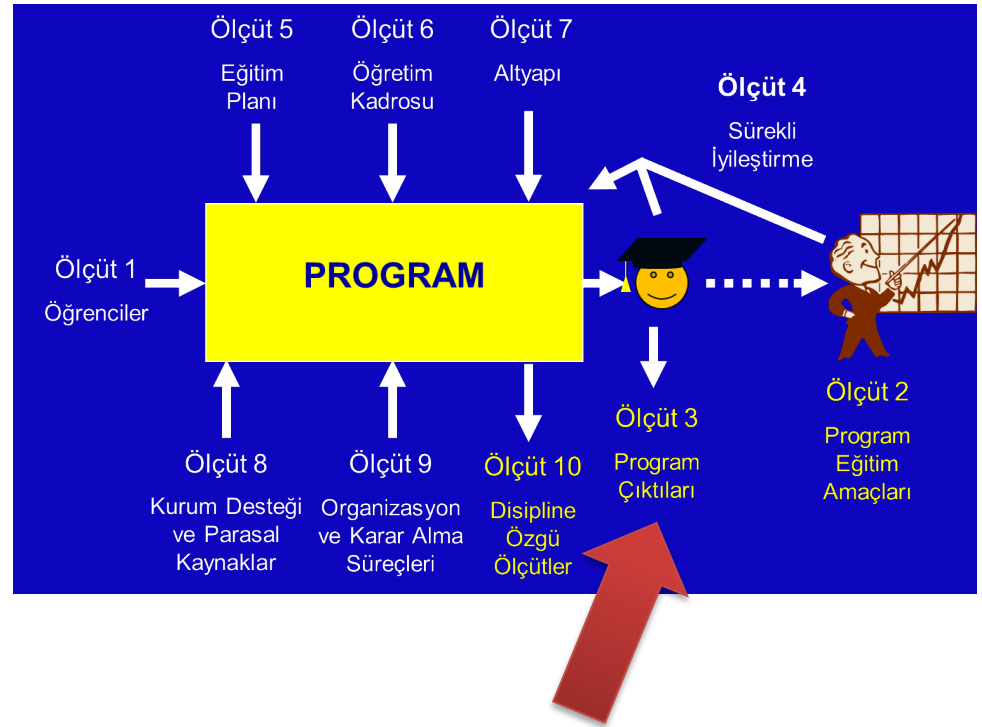 Ölçüt 5
Eğitim
Planı
Ölçüt 6
Öğretim
Kadrosu
Ölçüt 7
Altyapı
Ölçüt 4
Sürekli
İyileştirme
Ölçüt 1
Öğrenciler
PROGRAM
Ölçüt 8
Kurum Desteği
ve Parasal
Kaynaklar
Ölçüt 9
Organizasyon
ve Karar Alma
Süreçleri
Ölçüt 10
Disipline
Özgü
Ölçütler
Ölçüt 3
Program
Çıktıları
Ölçüt 2
Program
Eğitim
Amaçları